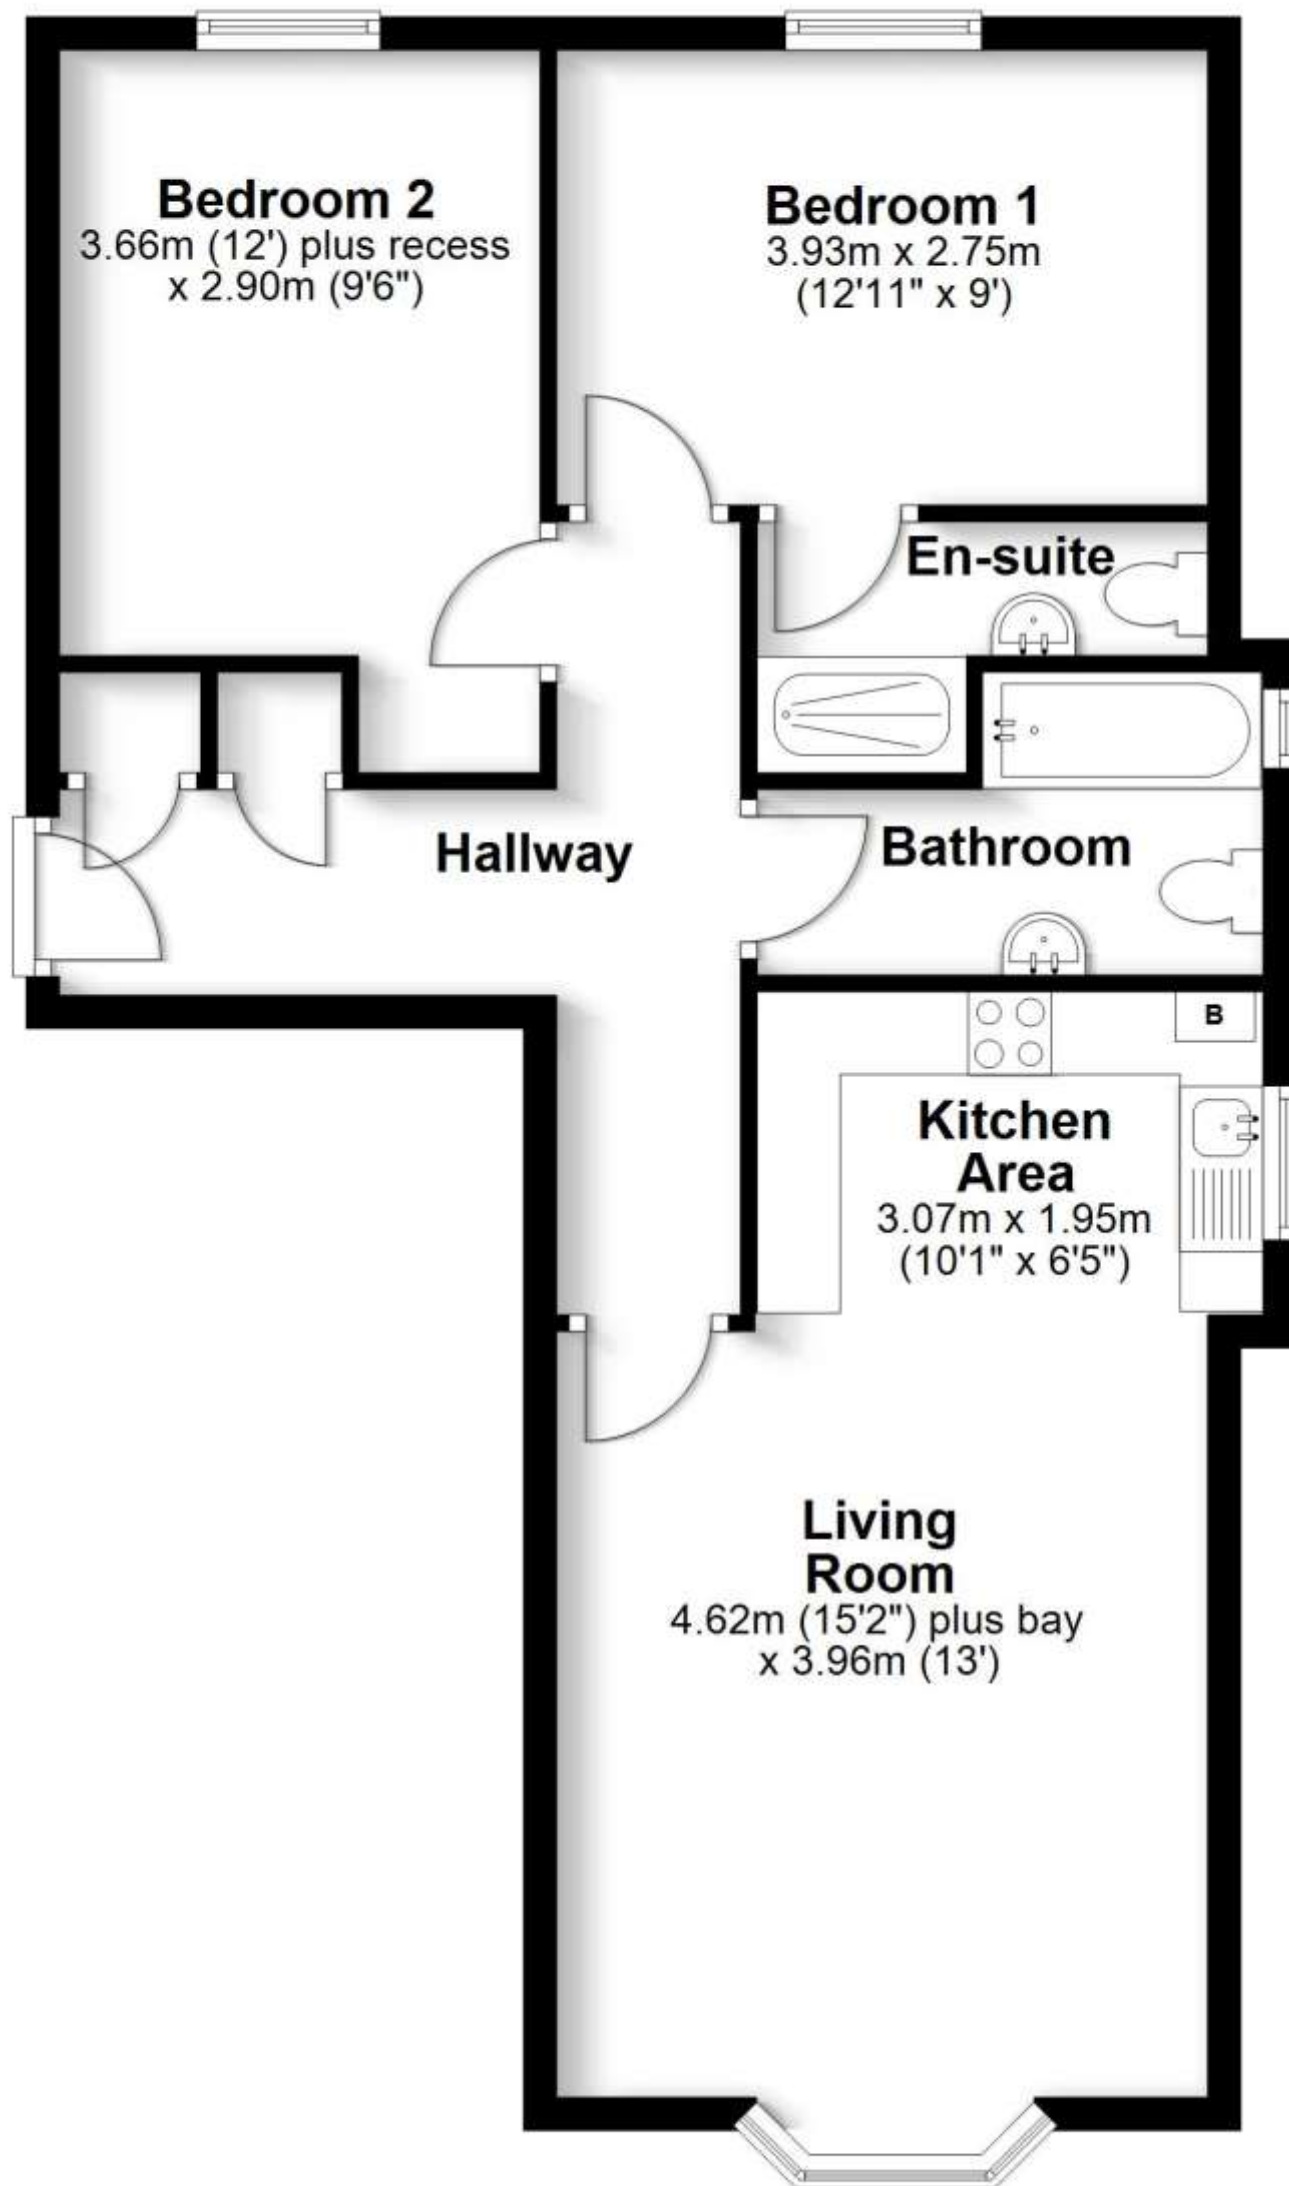 Bedroom 2
3.66m (12') plus recess
x 2.90m (9'6")
Bedroom 1
3.93m x 2.75m
(12'11" x 9')
En-suite
Hallway
Bathroom
B
Kitchen
Area
3.07m x 1.95m
(10'1" x 6'5")
Living
Room
4.62m (15'2") plus bay
x 3.96m (13')